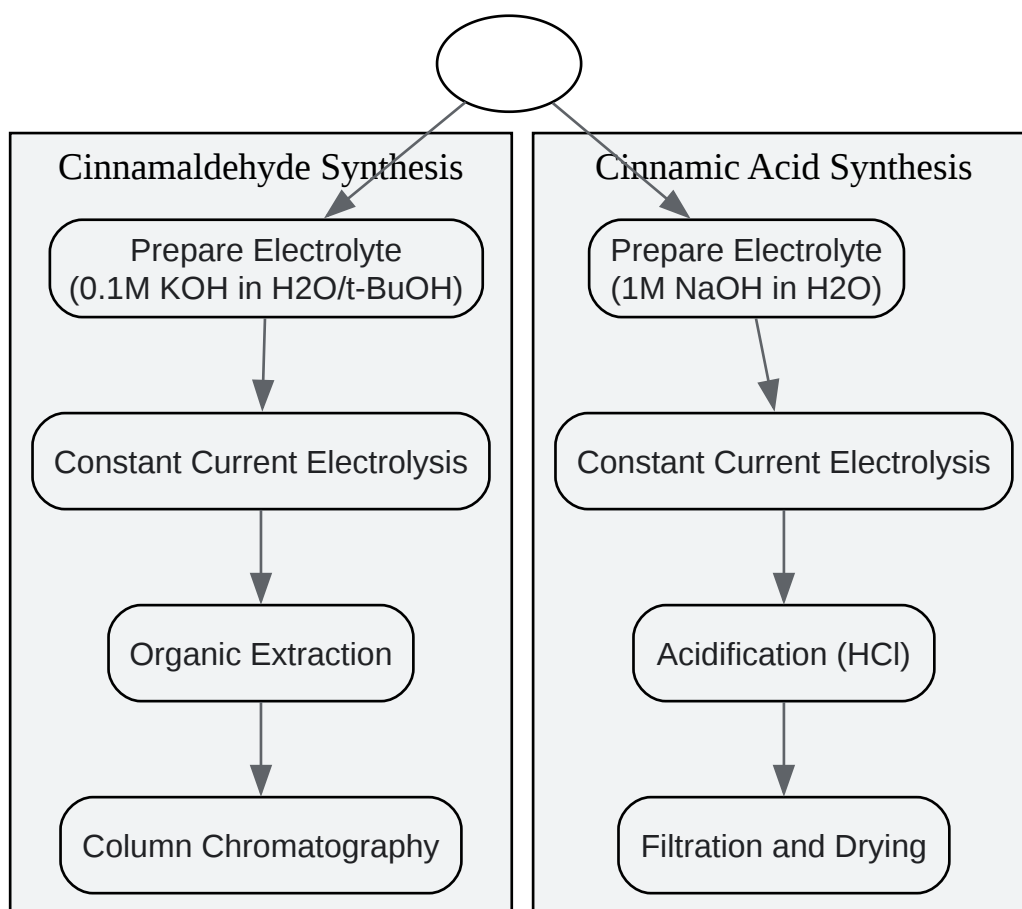 Cinnamaldehyde Synthesis
Prepare Electrolyte
(0.1M KOH in H2O/t-BuOH)
Constant Current Electrolysis
Organic Extraction
Column Chromatography
Cinnamic Acid Synthesis
Prepare Electrolyte
(1M NaOH in H2O)
Constant Current Electrolysis
Acidification (HCl)
Filtration and Drying